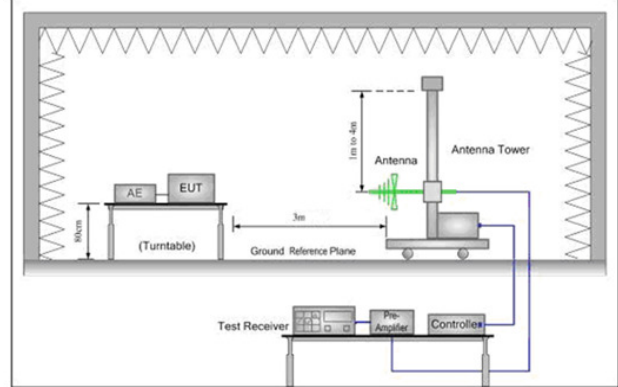 1m to 4m
Antenna
Antenna Tower
AE
EUT
80cm
3m
(Turntable)
Ground Reference Plane
Test Receiver
Pre-
Amplifier
Controller